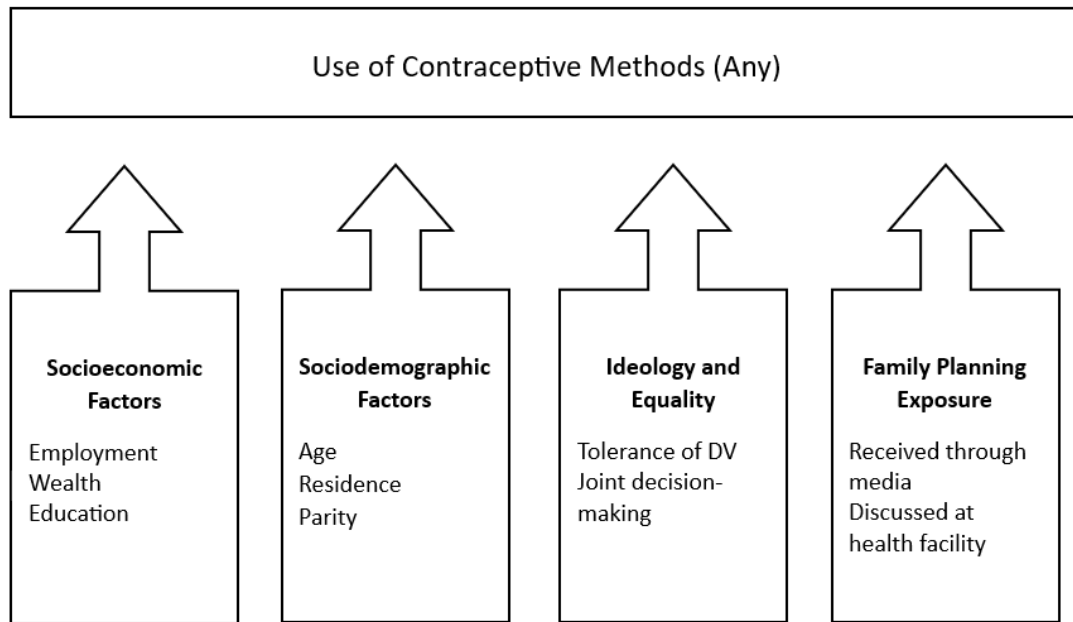 Use of Contraceptive Methods (Any)
Socioeconomic
Factors
Employment
Wealth
Education
Sociodemographic
Factors
Age
Residence
Parity
Ideology and
Equality
Tolerance of DV
Joint decision-
making
Family Planning
Exposure
Received through
media
Discussed at
health facility